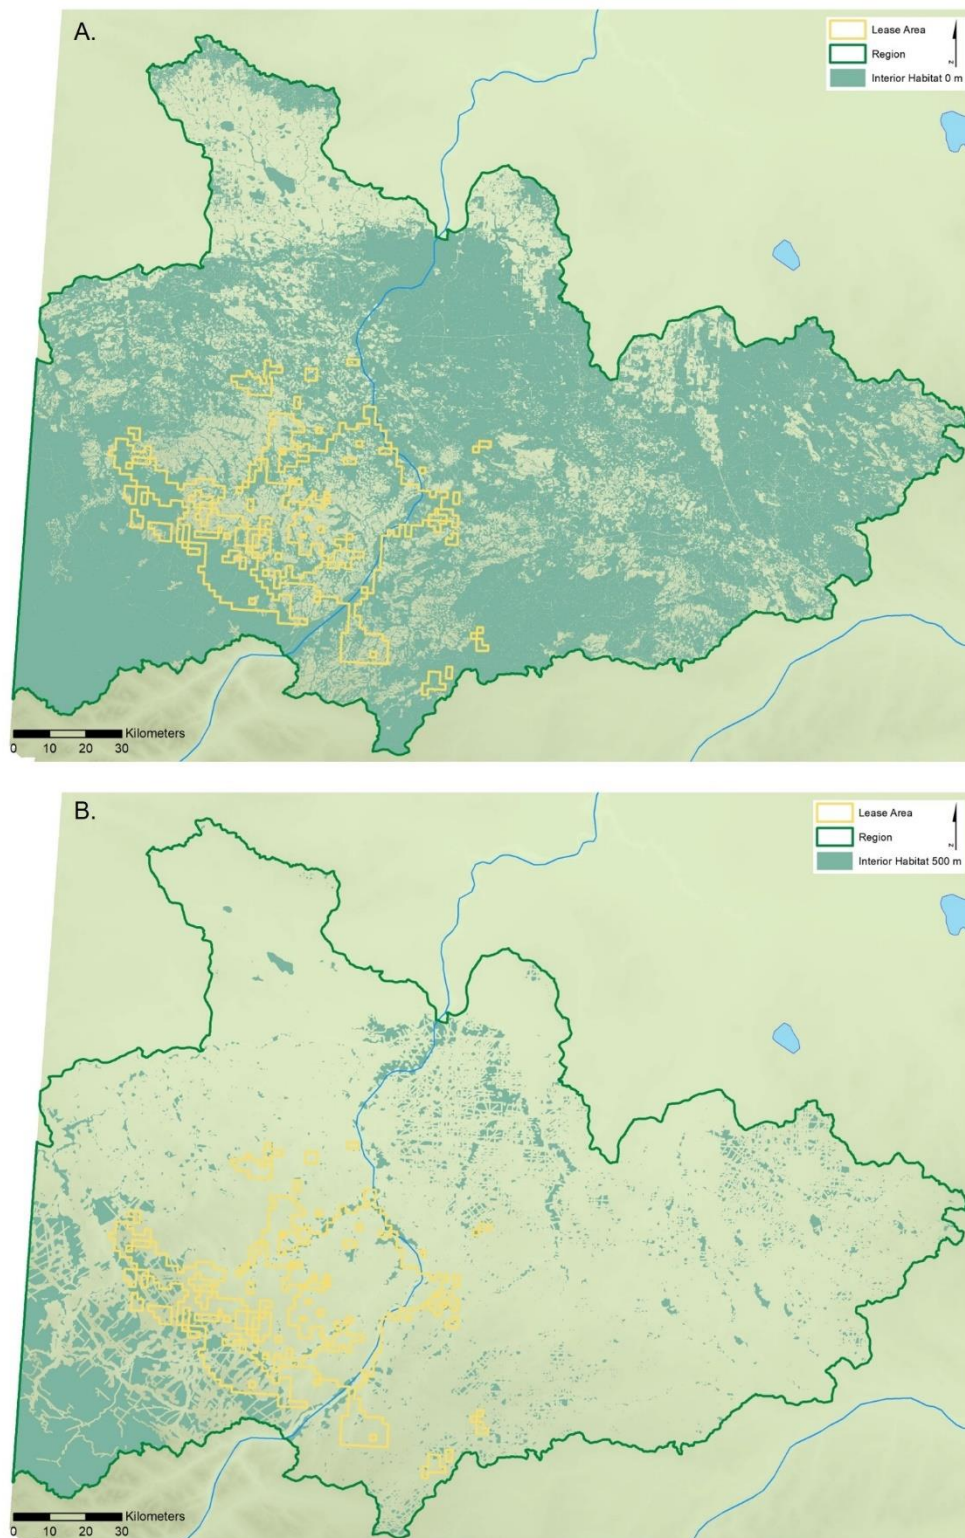 A.
Lease Area
Region
Interior Habitat 0 m
N
Kilometers
0 10 20 30
B.
Lease Area
Region
Interior Habitat 500 m
N
Kilometers
0 10 20 30